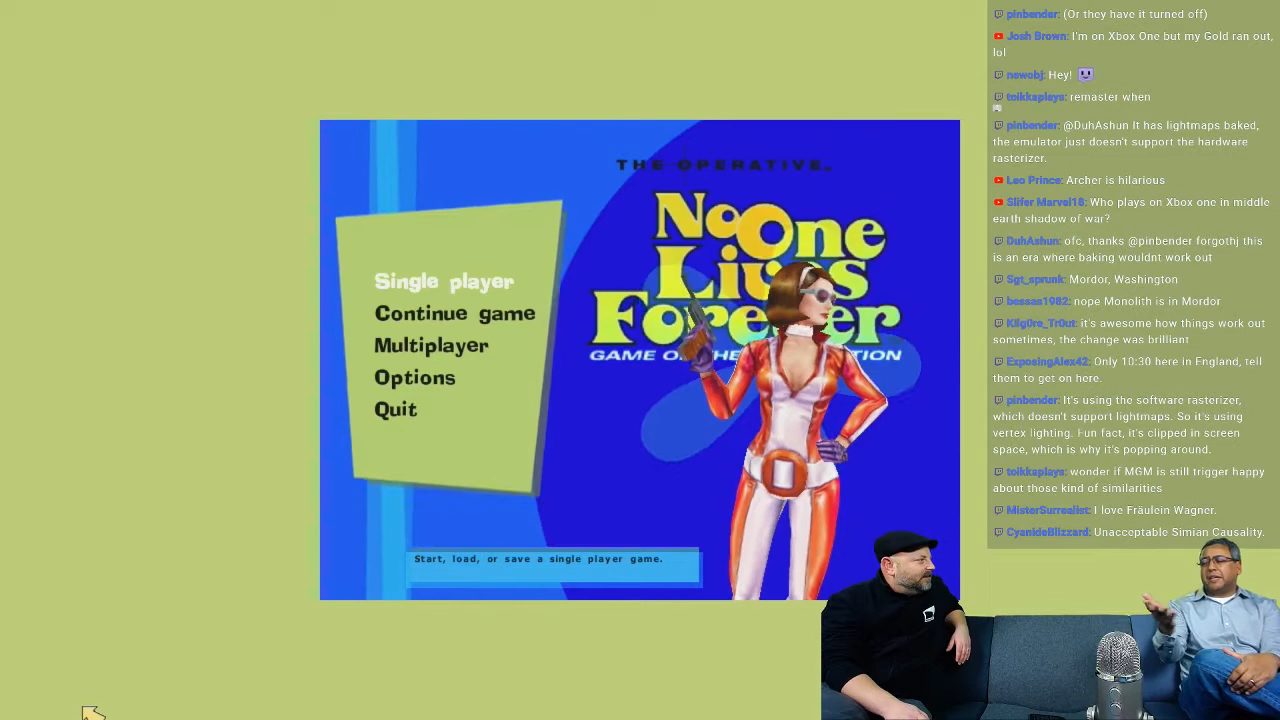 THE OPERATIVE™
No One
Lives
Forever
GAME OF THE
Single player
Continue game
Multiplayer
Options
Quit
Start, load, or save a single player game.
pinbender: (Or they have it turned off)
Josh Brown: I'm on Xbox One but my Gold ran out,
lol
newobj: Hey!
toikkaplays: remaster when
pinbender: @DuhAshun It has lightmaps baked,
the emulator just doesn't support the hardware
rasterizer.
Leo Prince: Archer is hilarious
Slifer Marvel18: Who plays on Xbox one in middle
earth shadow of war?
DuhAshun: ofc, thanks @pinbender forgothj this
is an era where baking wouldnt work out
Sgt_sprunk: Mordor, Washington
bossas1982: nope Monolith is in Mordor
it's awesome how things work out
sometimes, the change was brilliant
ExposingAlex42: Only 10:30 here in England, tell
them to get on here.
pinbender: It's using the software rasterizer,
which doesn't support lightmaps. So it's using
vertex lighting. Fun fact, it's clipped in screen
space, which is why it's popping around.
toikkaplays: wonder if MGM is still trigger happy
about those kind of similarities
MisterSurrealist: I love Fräulein Wagner.
CyanideBlizzard: Unacceptable Simian Causality.